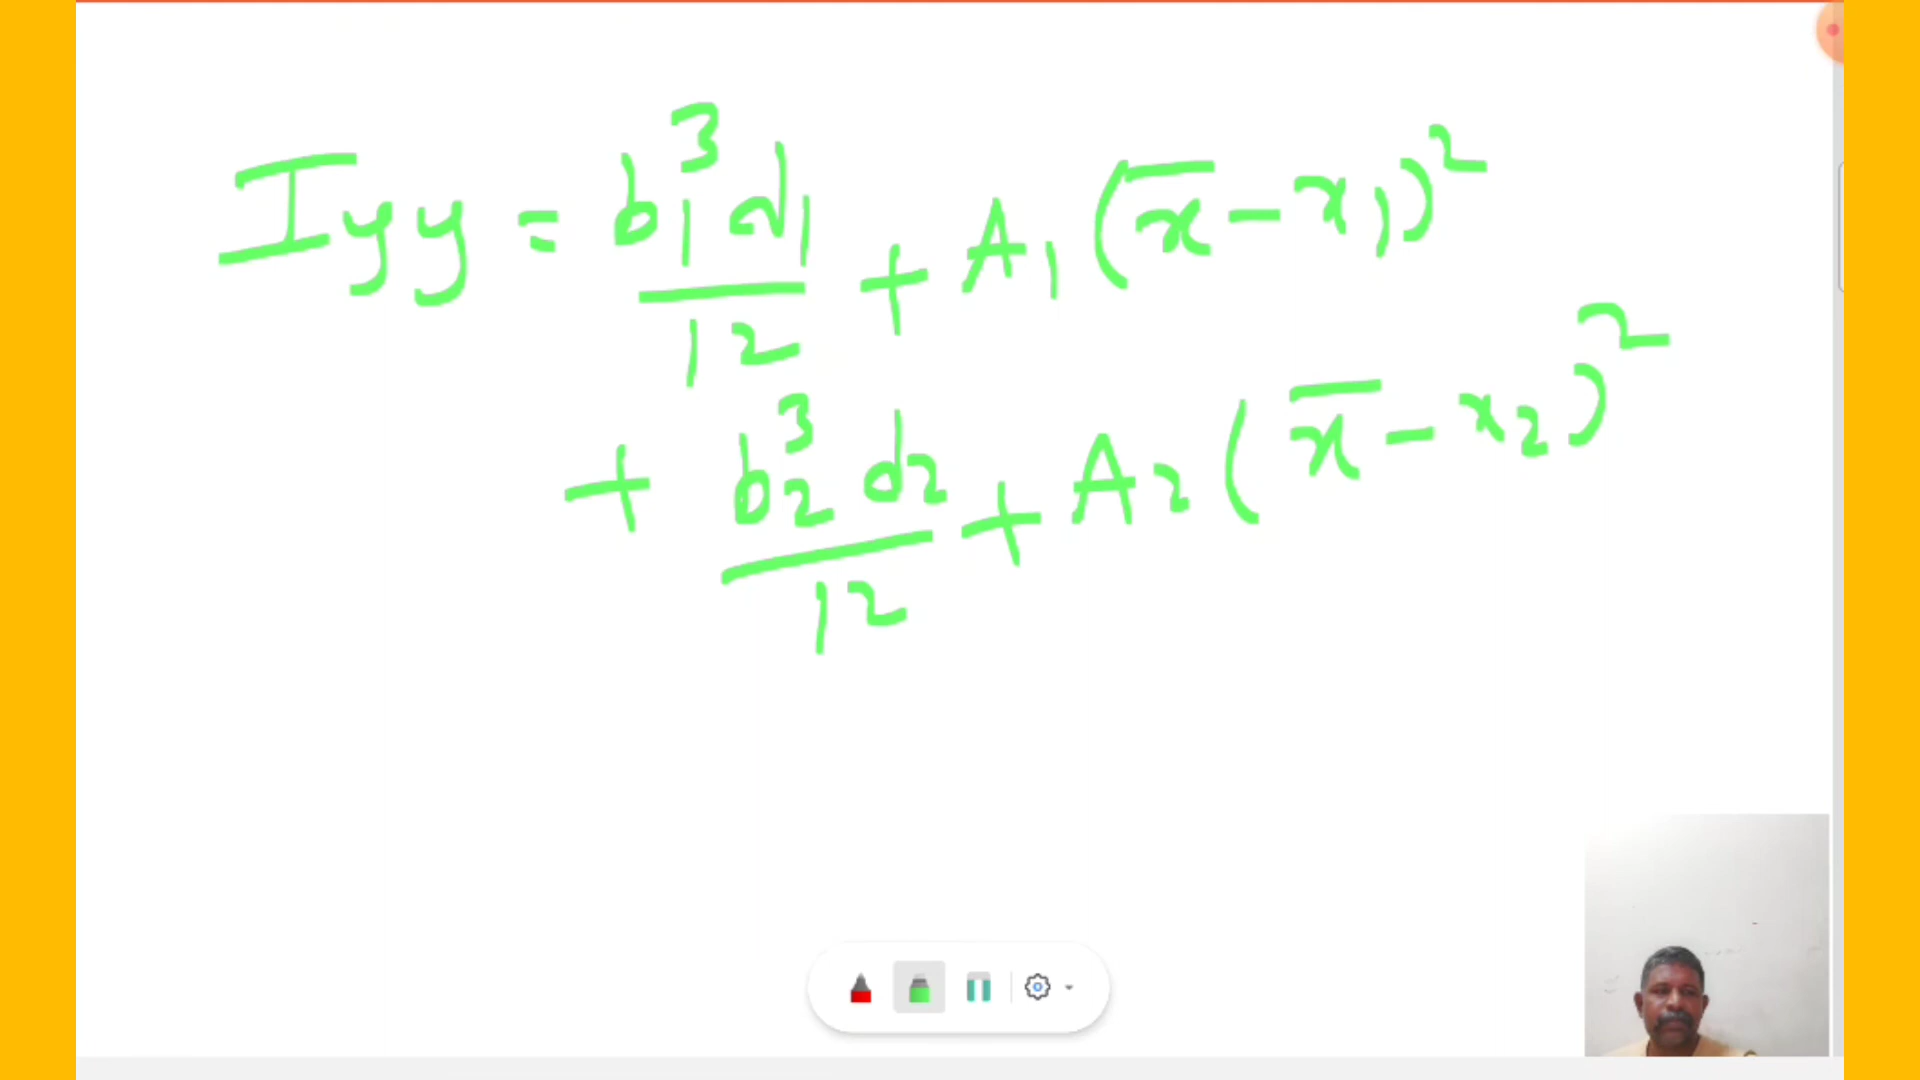 Iyy = b₁³d₁/12 + A₁(x̄ - x₁)²
+ b₂³d₂/12 + A₂(x̄ - x₂)²